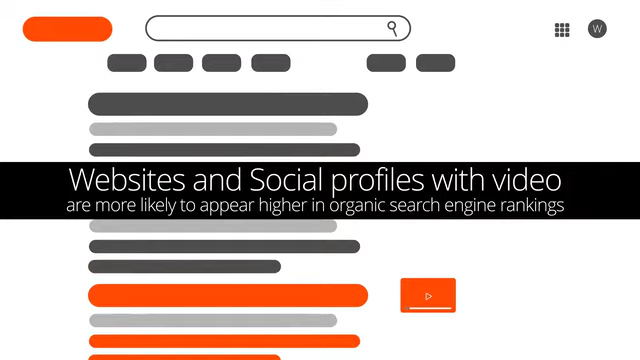 W
Websites and Social profiles with video
are more likely to appear higher in organic search engine rankings